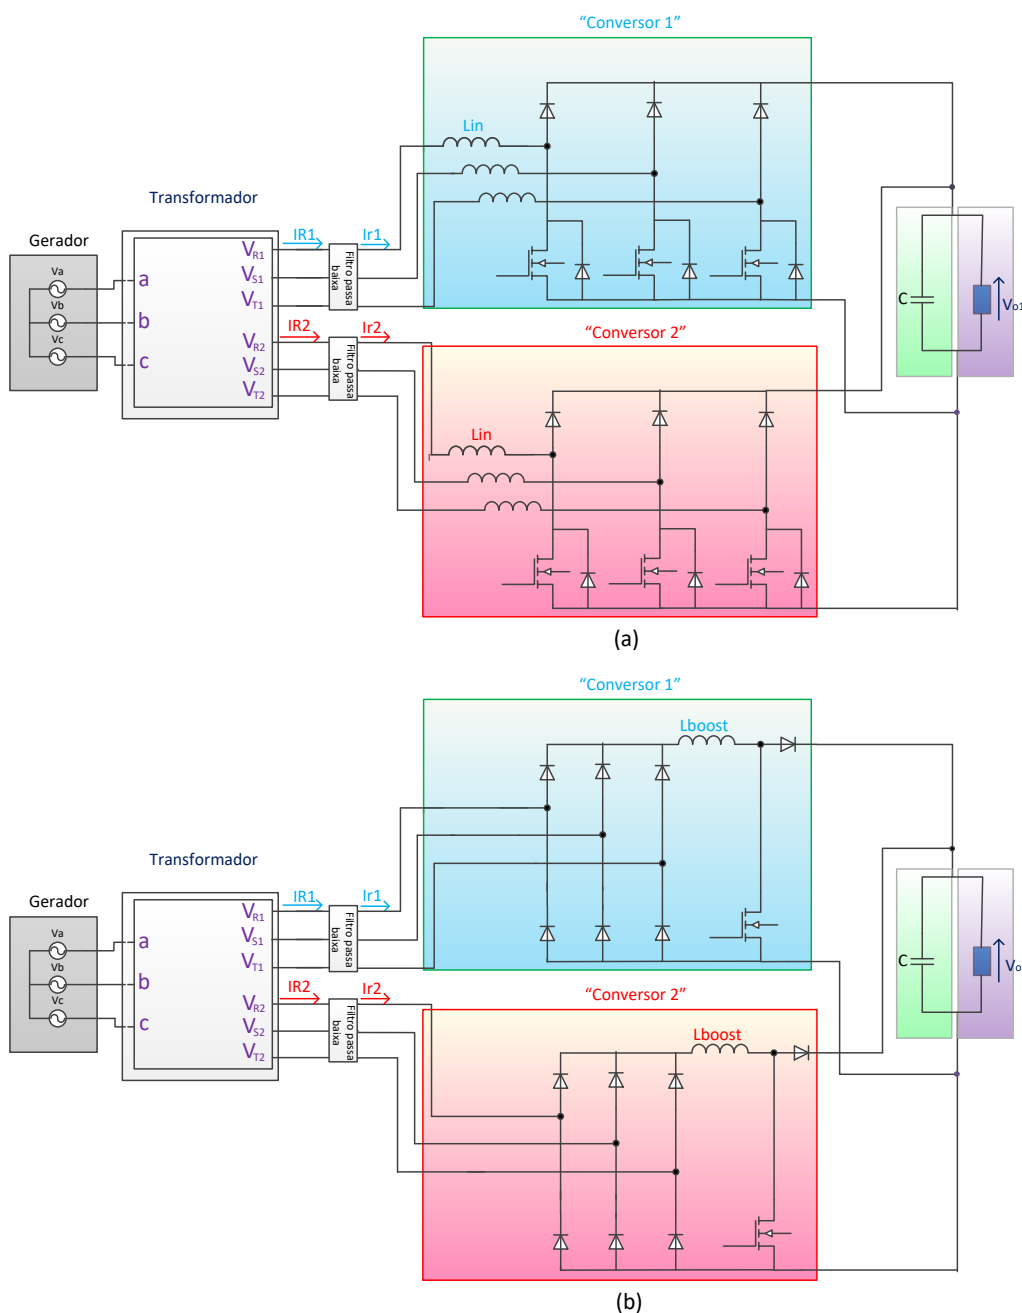 “Conversor 1”
Lin
Transformador
Gerador
Va
Vb
Vc
a
b
c
VR1
VS1
VT1
VR2
VS2
VT2
IR1
Ir1
Filtro passa
baixa
IR2
Ir2
Filtro passa
baixa
“Conversor 2”
Lin
C
Vo1
(a)
“Conversor 1”
Lboost
Transformador
Gerador
Va
Vb
Vc
a
b
c
VR1
VS1
VT1
VR2
VS2
VT2
IR1
Ir1
Filtro passa
baixa
IR2
Ir2
Filtro passa
baixa
“Conversor 2”
Lboost
C
Vo
(b)